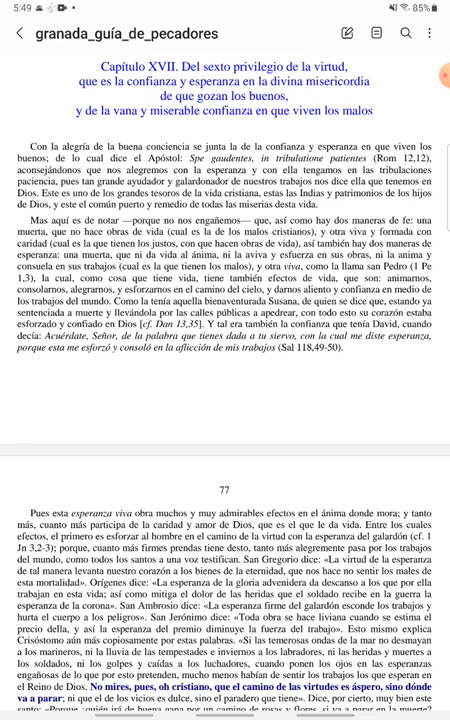 5:49
85%
granada_guía_de_pecadores
Capítulo XVII. Del sexto privilegio de la virtud,
que es la confianza y esperanza en la divina misericordia
de que gozan los buenos,
y de la vana y miserable confianza en que viven los malos
Con la alegría de la buena conciencia se junta la de la confianza y esperanza en que viven los
buenos; de lo cual dice el Apóstol: Spe gaudentes, in tribulatione patientes (Rom 12,12),
aconsejándonos que nos alegremos con la esperanza y con ella tengamos en las tribulaciones
paciencia, pues tan grande ayudador y galardonador de nuestros trabajos nos dice ella que tenemos en
Dios. Este es uno de los grandes tesoros de la vida cristiana, estas las Indias y patrimonios de los hijos
de Dios, y este el común puerto y remedio de todas las miserias desta vida.
Mas aquí es de notar —porque no nos engañemos— que, así como hay dos maneras de fe: una
muerta, que no hace obras de vida (cual es la de los malos cristianos), y otra viva y formada con
caridad (cual es la que tienen los justos, con que hacen obras de vida), así también hay dos maneras de
esperanza: una muerta, que ni da vida al ánima, ni la aviva y esfuerza en sus obras, ni la anima y
consuela en sus trabajos (cual es la que tienen los malos), y otra viva, como la llama san Pedro (1 Pe
1,3), la cual, como cosa que tiene vida, tiene también efectos de vida, que son: animarnos,
consolarnos, alegrarnos, y esforzarnos en el camino del cielo, y darnos aliento y confianza en medio de
los trabajos del mundo. Como la tenía aquella bienaventurada Susana, de quien se dice que, estando ya
sentenciada a muerte y llevándola por las calles públicas a apedrear, con todo esto su corazón estaba
esforzado y confiado en Dios [cf. Dan 13,35]. Y tal era también la confianza que tenía David, cuando
decía: Acuérdate, Señor, de la palabra que tienes dada a tu siervo, con la cual me diste esperanza,
porque esta me esforzó y consoló en la aflicción de mis trabajos (Sal 118,49-50).
77
Pues esta esperanza viva obra muchos y muy admirables efectos en el ánima donde mora; y tanto
más, cuanto más participa de la caridad y amor de Dios, que es el que le da vida. Entre los cuales
efectos, el primero es esforzar al hombre en el camino de la virtud con la esperanza del galardón (cf. 1
Jn 3,2-3); porque, cuanto más firmes prendas tiene desto, tanto más alegremente pasa por los trabajos
del mundo, como todos los santos a una voz testifican. San Gregorio dice: «La virtud de la esperanza
de tal manera levanta nuestro corazón a los bienes de la eternidad, que nos hace no sentir los males de
esta mortalidad». Orígenes dice: «La esperanza de la gloria advenidera da descanso a los que por ella
trabajan en esta vida; así como mitiga el dolor de las heridas que el soldado recibe en la guerra la
esperanza de la corona». San Ambrosio dice: «La esperanza firme del galardón esconde los trabajos y
hurta el cuerpo a los peligros». San Jerónimo dice: «Toda obra se hace liviana cuando se estima el
precio della, y así la esperanza del premio diminuye la fuerza del trabajo». Esto mismo explica
Crisóstomo aún más copiosamente por estas palabras. «Si las temerosas ondas de la mar no desmayan
a los marineros, ni la lluvia de las tempestades e inviernos a los labradores, ni las heridas y muertes a
los soldados, ni los golpes y caídas a los luchadores, cuando ponen los ojos en las esperanzas
engañosas de lo que por esto pretenden, mucho menos habían de sentir los trabajos los que esperan en
el Reino de Dios. No mires, pues, oh cristiano, que el camino de las virtudes es áspero, sino dónde
va a parar; ni que el de los vicios es dulce, sino el paradero que tiene». Dice, por cierto, muy bien este
santo: «Porque, ¿quién irá de buena gana por un camino de rosas y flores, si va a parar en la muerte?